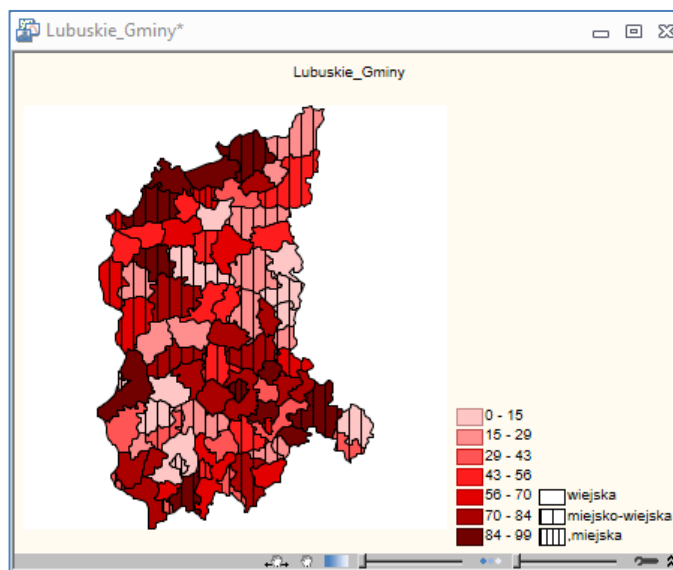 Lubuskie_Gminy*
Lubuskie_Gminy
0 - 15
15 - 29
29 - 43
43 - 56
56 - 70 wiejska
70 - 84 miejsko-wiejska
84 - 99 ,miejska